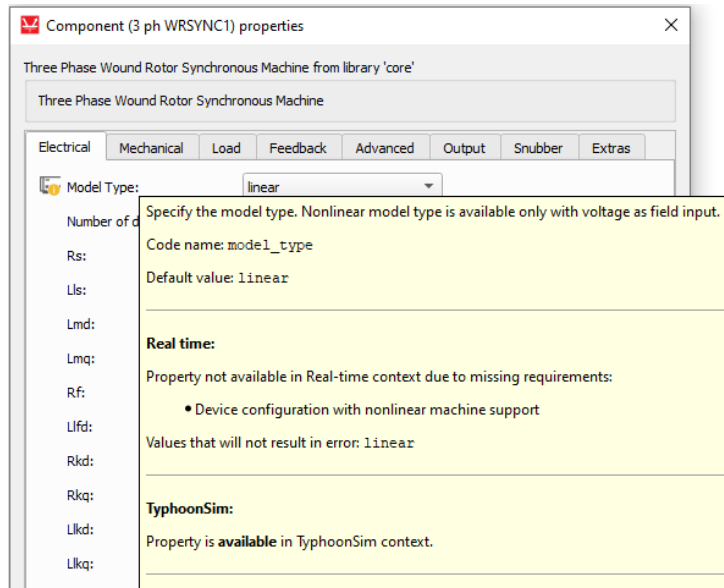 Component (3 ph WRSYNC1) properties
Three Phase Wound Rotor Synchronous Machine from library 'core'
Three Phase Wound Rotor Synchronous Machine
Electrical Mechanical Load Feedback Advanced Output Snubber Extras
Model Type: linear
Number of d
Specify the model type. Nonlinear model type is available only with voltage as field input.
Rs:
Code name: model_type
Lls:
Default value: linear
Lmd:
Lmq:
Real time:
Rf:
Property not available in Real-time context due to missing requirements:
Llfd:
• Device configuration with nonlinear machine support
Rkd:
Values that will not result in error: linear
Rkq:
TyphoonSim:
Llkd:
Property is available in TyphoonSim context.
Llkq: